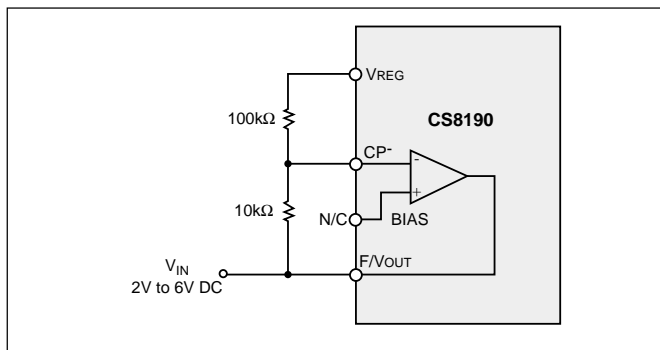 VREG
100kΩ
CS8190
CP-
-
10kΩ
+
N/C BIAS
F/VOUT
VIN
2V to 6V DC